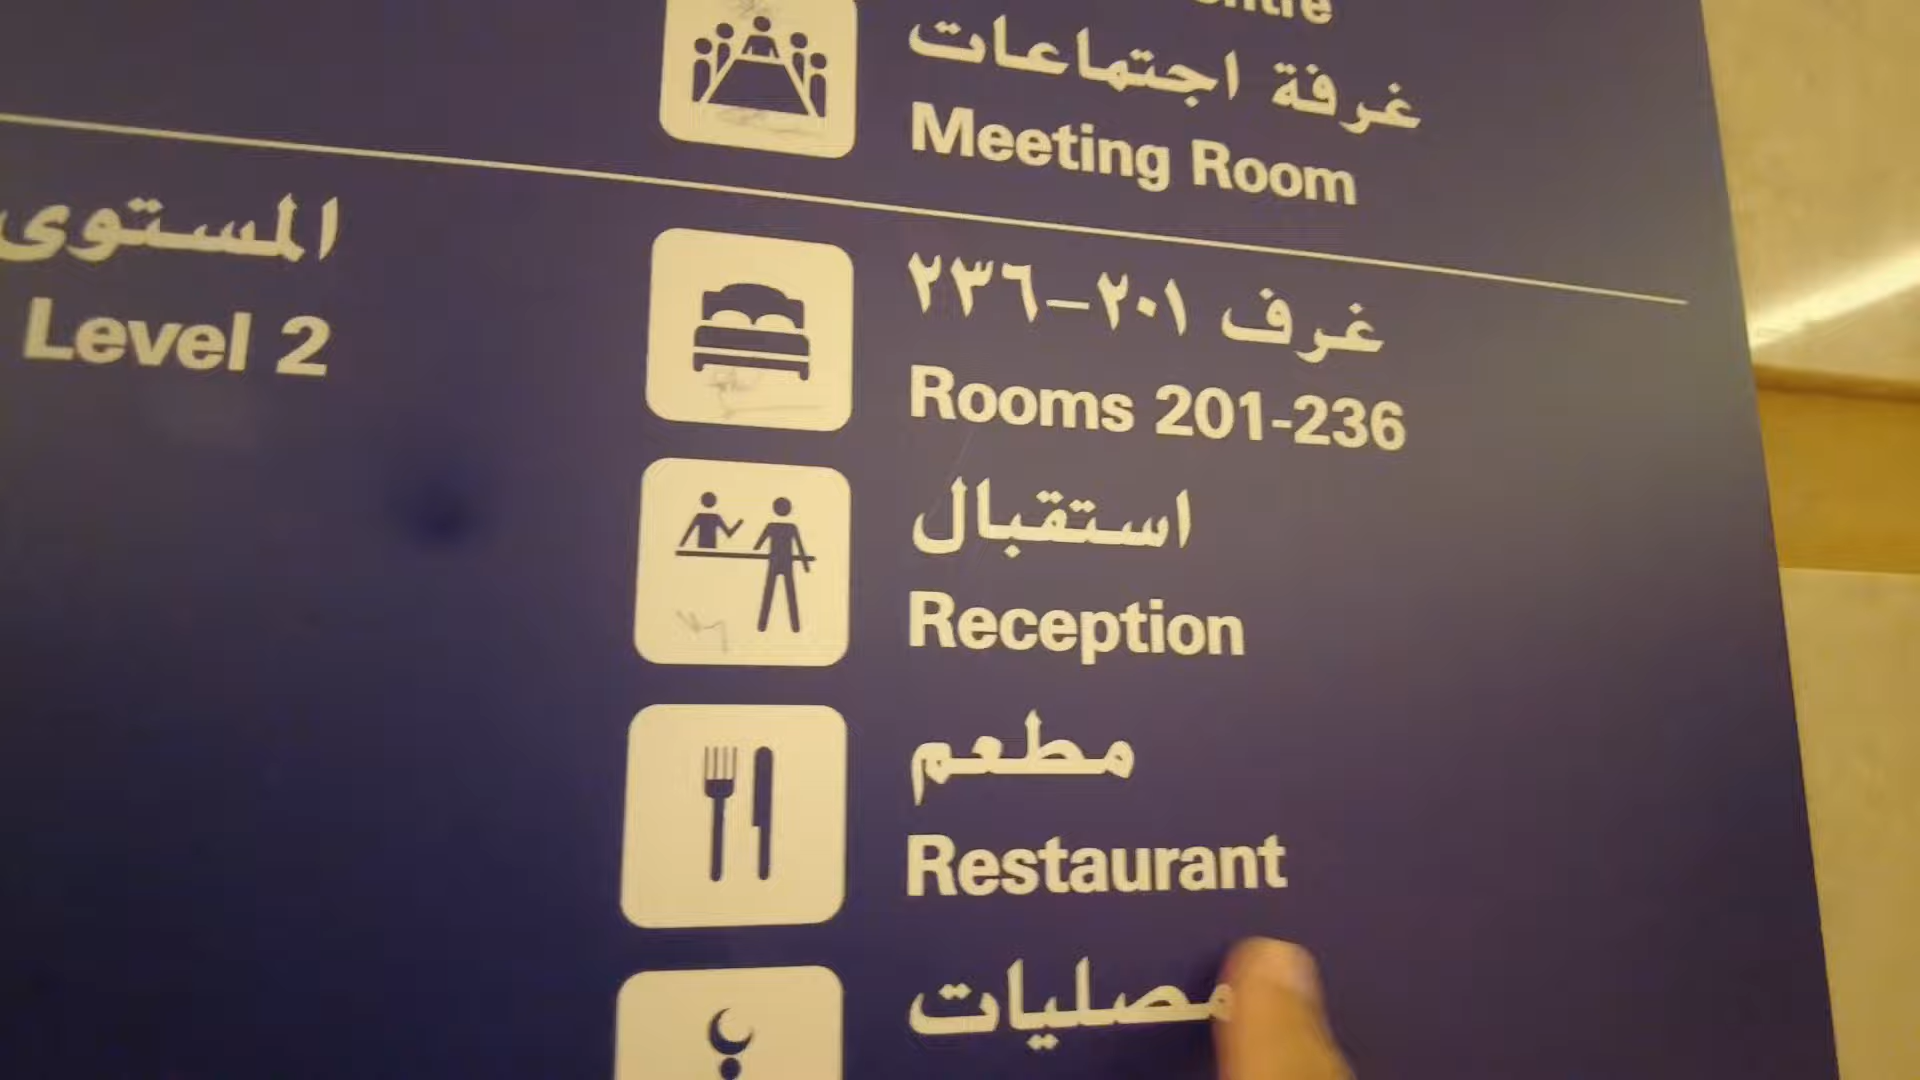 غرفة اجتماعات
Meeting Room
المستوى
Level 2
غرف ٢٠١-٢٣٦
Rooms 201-236
استقبال
Reception
مطعم
Restaurant
مصليات